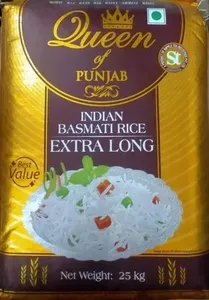 Queen
of
PUNJAB
INDIAN
BASMATI RICE
EXTRA LONG
Best
Value
Net Weight: 25 kg